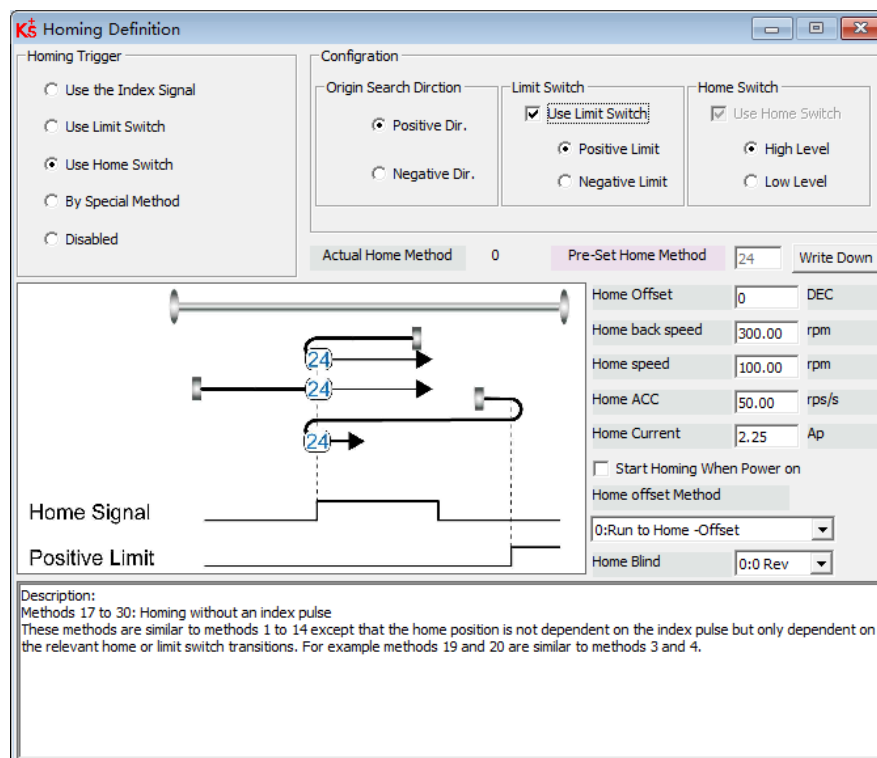 Ks+ Homing Definition
Homing Trigger
Use the Index Signal
Use Limit Switch
Use Home Switch
By Special Method
Disabled
Configration
Origin Search Dirction
Positive Dir.
Negative Dir.
Limit Switch
Use Limit Switch
Positive Limit
Negative Limit
Home Switch
Use Home Switch
High Level
Low Level
Actual Home Method 0 Pre-Set Home Method 24 Write Down
24
24
24
Home Signal
Positive Limit
Home Offset 0 DEC
Home back speed 300.00 rpm
Home speed 100.00 rpm
Home ACC 50.00 rps/s
Home Current 2.25 Ap
Start Homing When Power on
Home offset Method
0:Run to Home -Offset
Home Blind 0:0 Rev
Description:
Methods 17 to 30: Homing without an index pulse
These methods are similar to methods 1 to 14 except that the home position is not dependent on the index pulse but only dependent on
the relevant home or limit switch transitions. For example methods 19 and 20 are similar to methods 3 and 4.